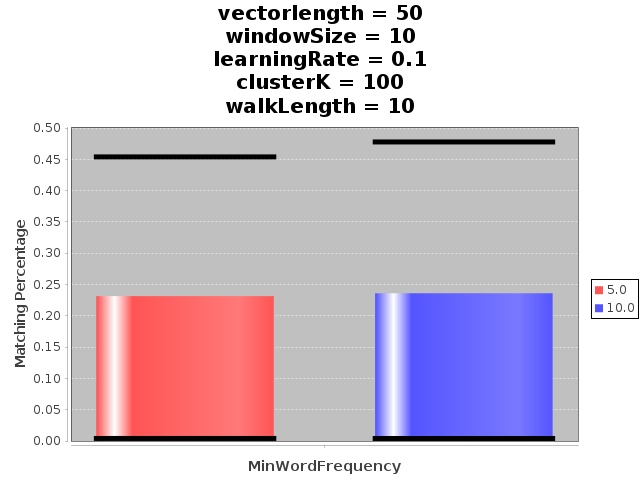 vectorlength = 50
windowSize = 10
learningRate = 0.1
clusterK = 100
walkLength = 10
0.50
0.45
0.40
0.35
0.30
0.25
0.20
0.15
0.10
0.05
0.00
Matching Percentage
MinWordFrequency
5.0
10.0